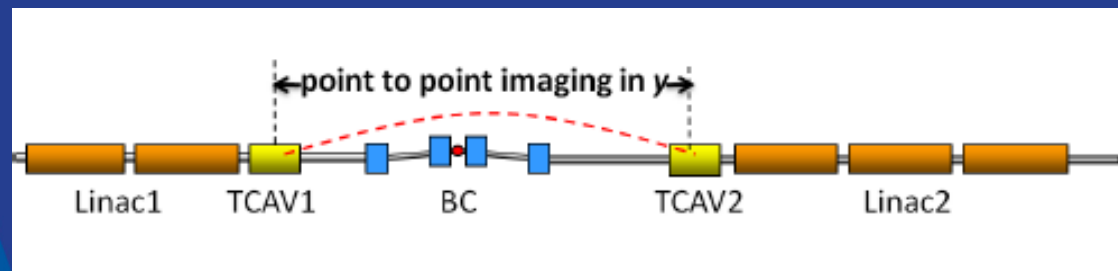 point to point imaging in y
Linac1 TCAV1 BC TCAV2 Linac2